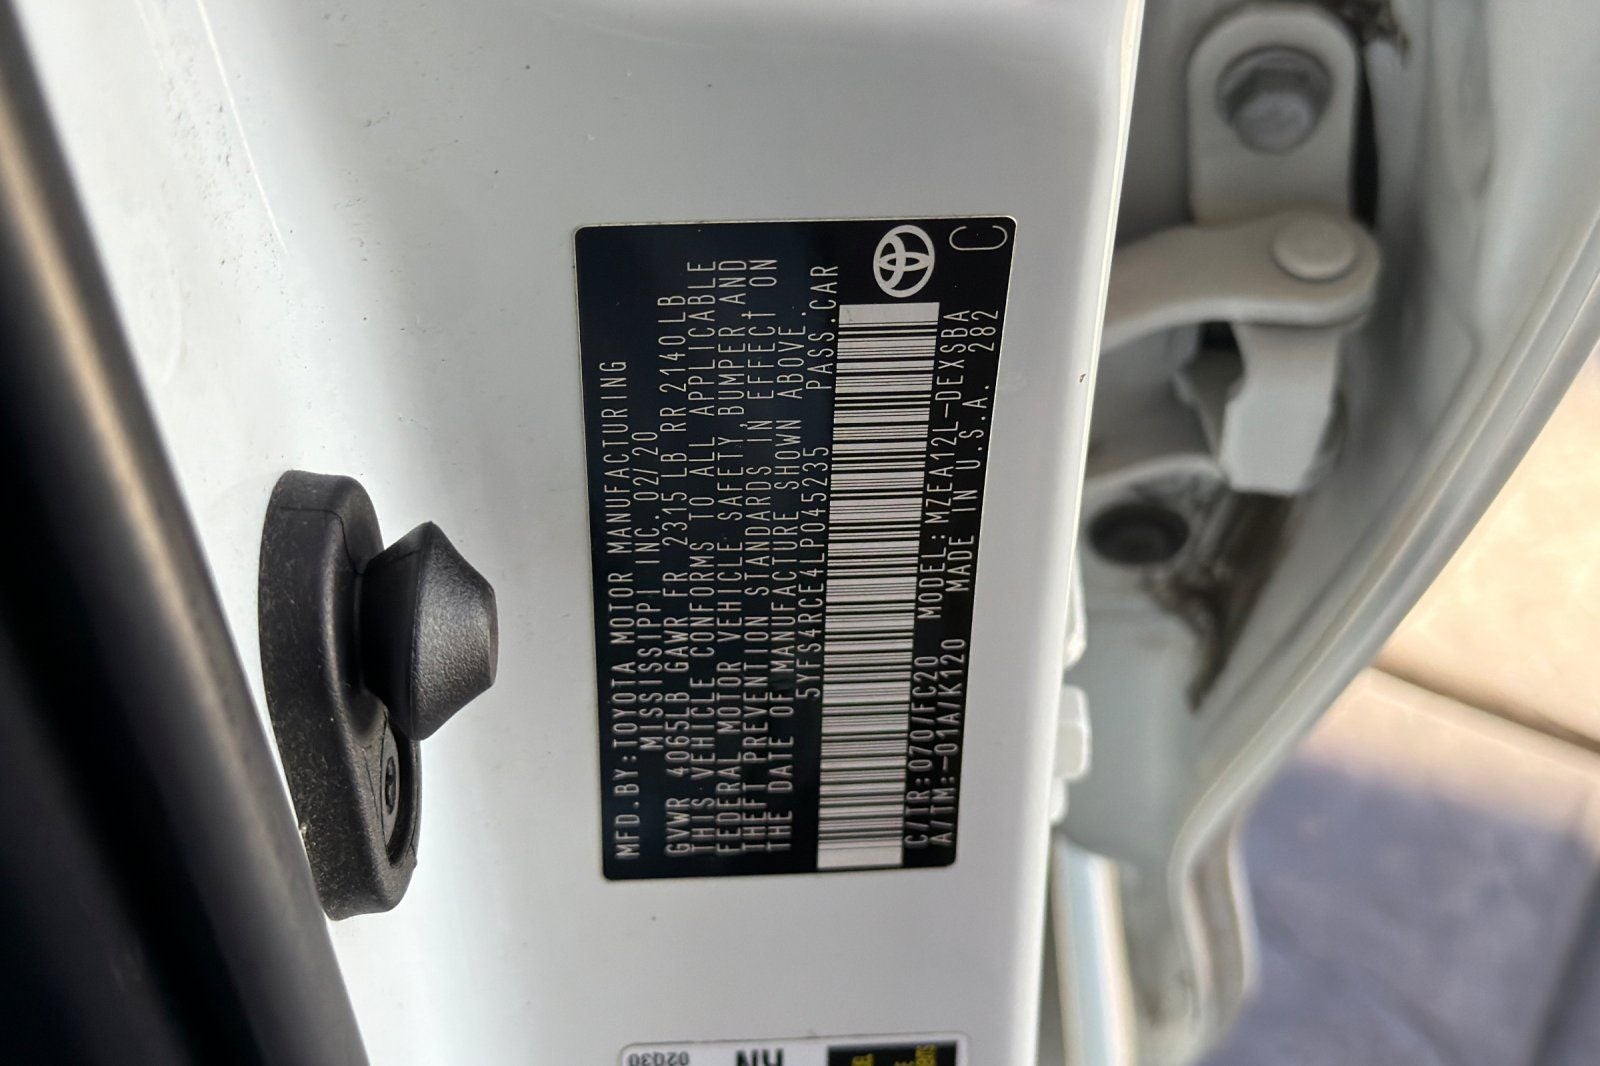 MFD.BY:TOYOTA MOTOR MANUFACTURING
MISSISSIPPI INC. 02/20
GVWR 4065LB GAWR FR 2315LB RR 2140LB
THIS VEHICLE CONFORMS TO ALL APPLICABLE
FEDERAL MOTOR VEHICLE SAFETY, BUMPER, AND
THEFT PREVENTION STANDARDS IN EFFECT ON
THE DATE OF MANUFACTURE SHOWN ABOVE.
5YFS4RCE4LP045235 PASS.CAR
C/TR:070/FC20 MODEL:MZEA12L-DEXSBA
A/TM:-01A/K120 MADE IN U.S.A. 282
C
02030
NH